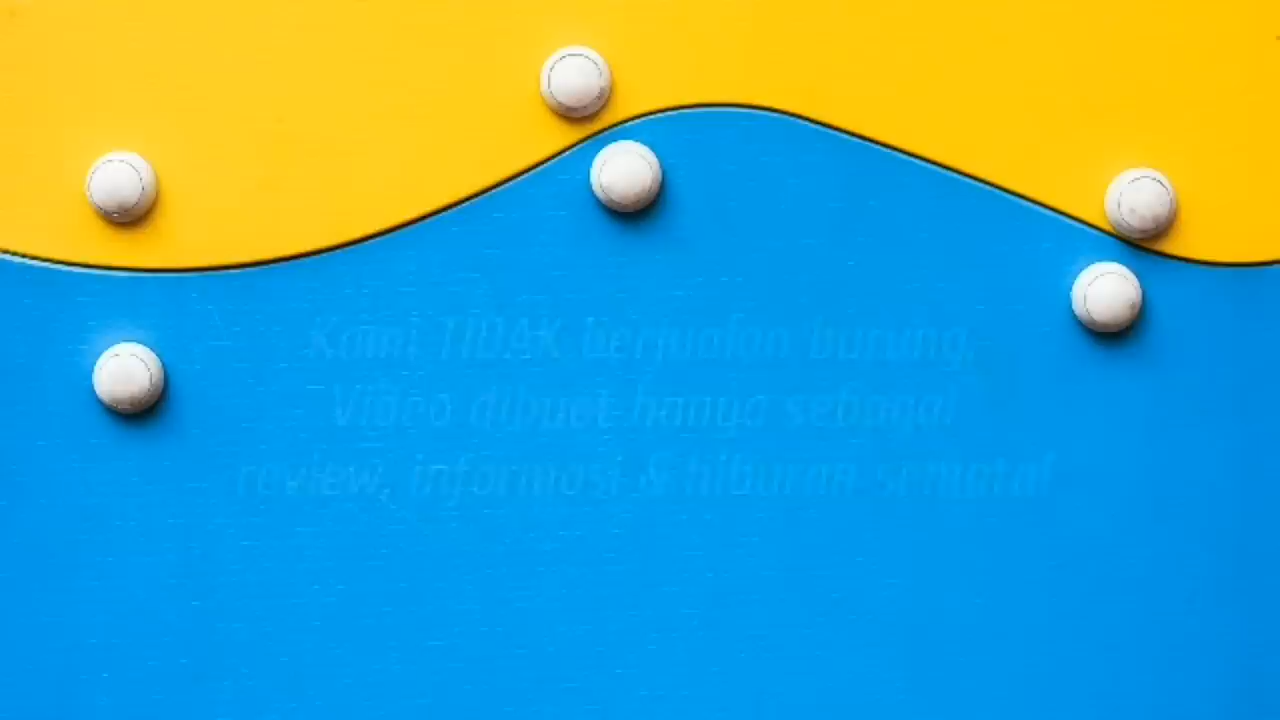 Kami TIDAK berjualan burung,
Video dibuat hanya sebagai
review, informasi & hiburan semata!